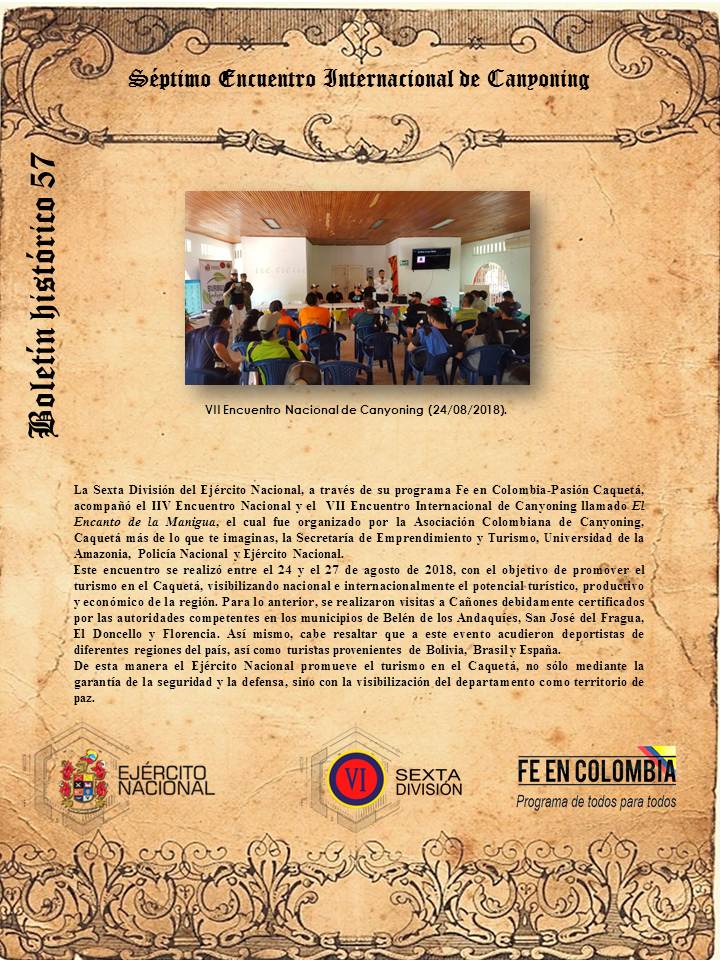 Séptimo Encuentro Internacional de Canyoning
Boletín histórico 57
VII Encuentro Nacional de Canyoning (24/08/2018).
La Sexta División del Ejército Nacional, a través de su programa Fe en Colombia-Pasión Caquetá,
acompañó el IIV Encuentro Nacional y el VII Encuentro Internacional de Canyoning llamado El
Encanto de la Manigua, el cual fue organizado por la Asociación Colombiana de Canyoning,
Caquetá más de lo que te imaginas, la Secretaría de Emprendimiento y Turismo, Universidad de la
Amazonia, Policía Nacional y Ejército Nacional.
Este encuentro se realizó entre el 24 y el 27 de agosto de 2018, con el objetivo de promover el
turismo en el Caquetá, visibilizando nacional e internacionalmente el potencial turístico, productivo
y económico de la región. Para lo anterior, se realizaron visitas a Cañones debidamente certificados
por las autoridades competentes en los municipios de Belén de los Andaquíes, San José del Fragua,
El Doncello y Florencia. Así mismo, cabe resaltar que a este evento acudieron deportistas de
diferentes regiones del país, así como turistas provenientes de Bolivia, Brasil y España.
De esta manera el Ejército Nacional promueve el turismo en el Caquetá, no sólo mediante la
garantía de la seguridad y la defensa, sino con la visibilización del departamento como territorio de
paz.
EJÉRCITO
NACIONAL
VI
SEXTA
DIVISIÓN
FE EN COLOMBIA
Programa de todos para todos